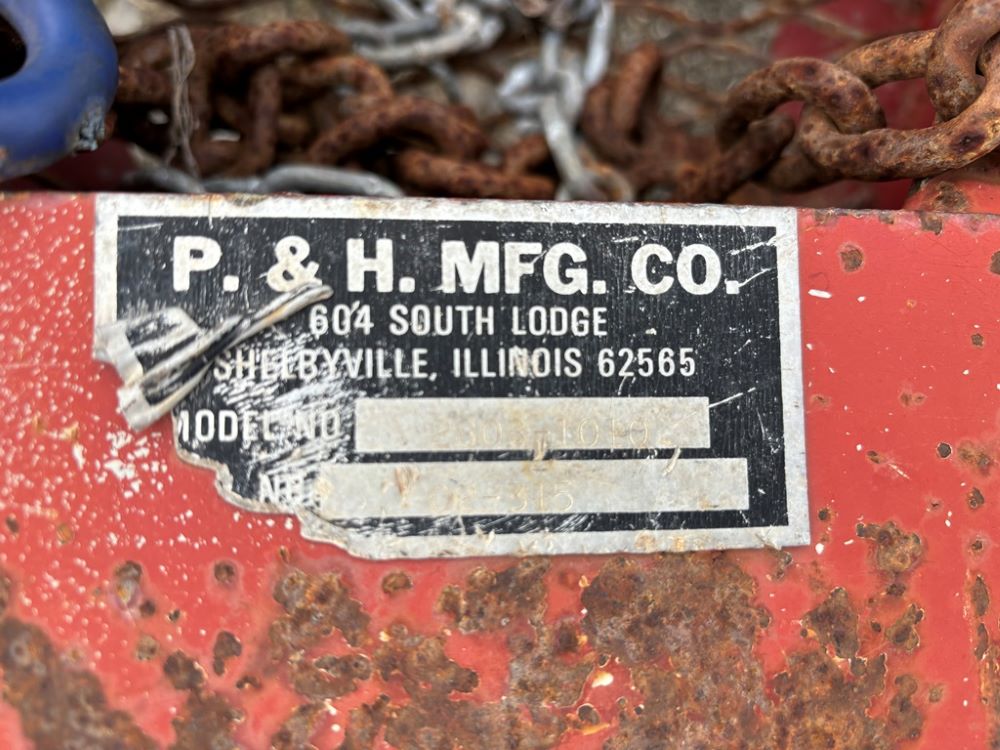 P. & H. MFG. CO.
604 SOUTH LODGE
SHELBYVILLE, ILLINOIS 62565
MODEL NO